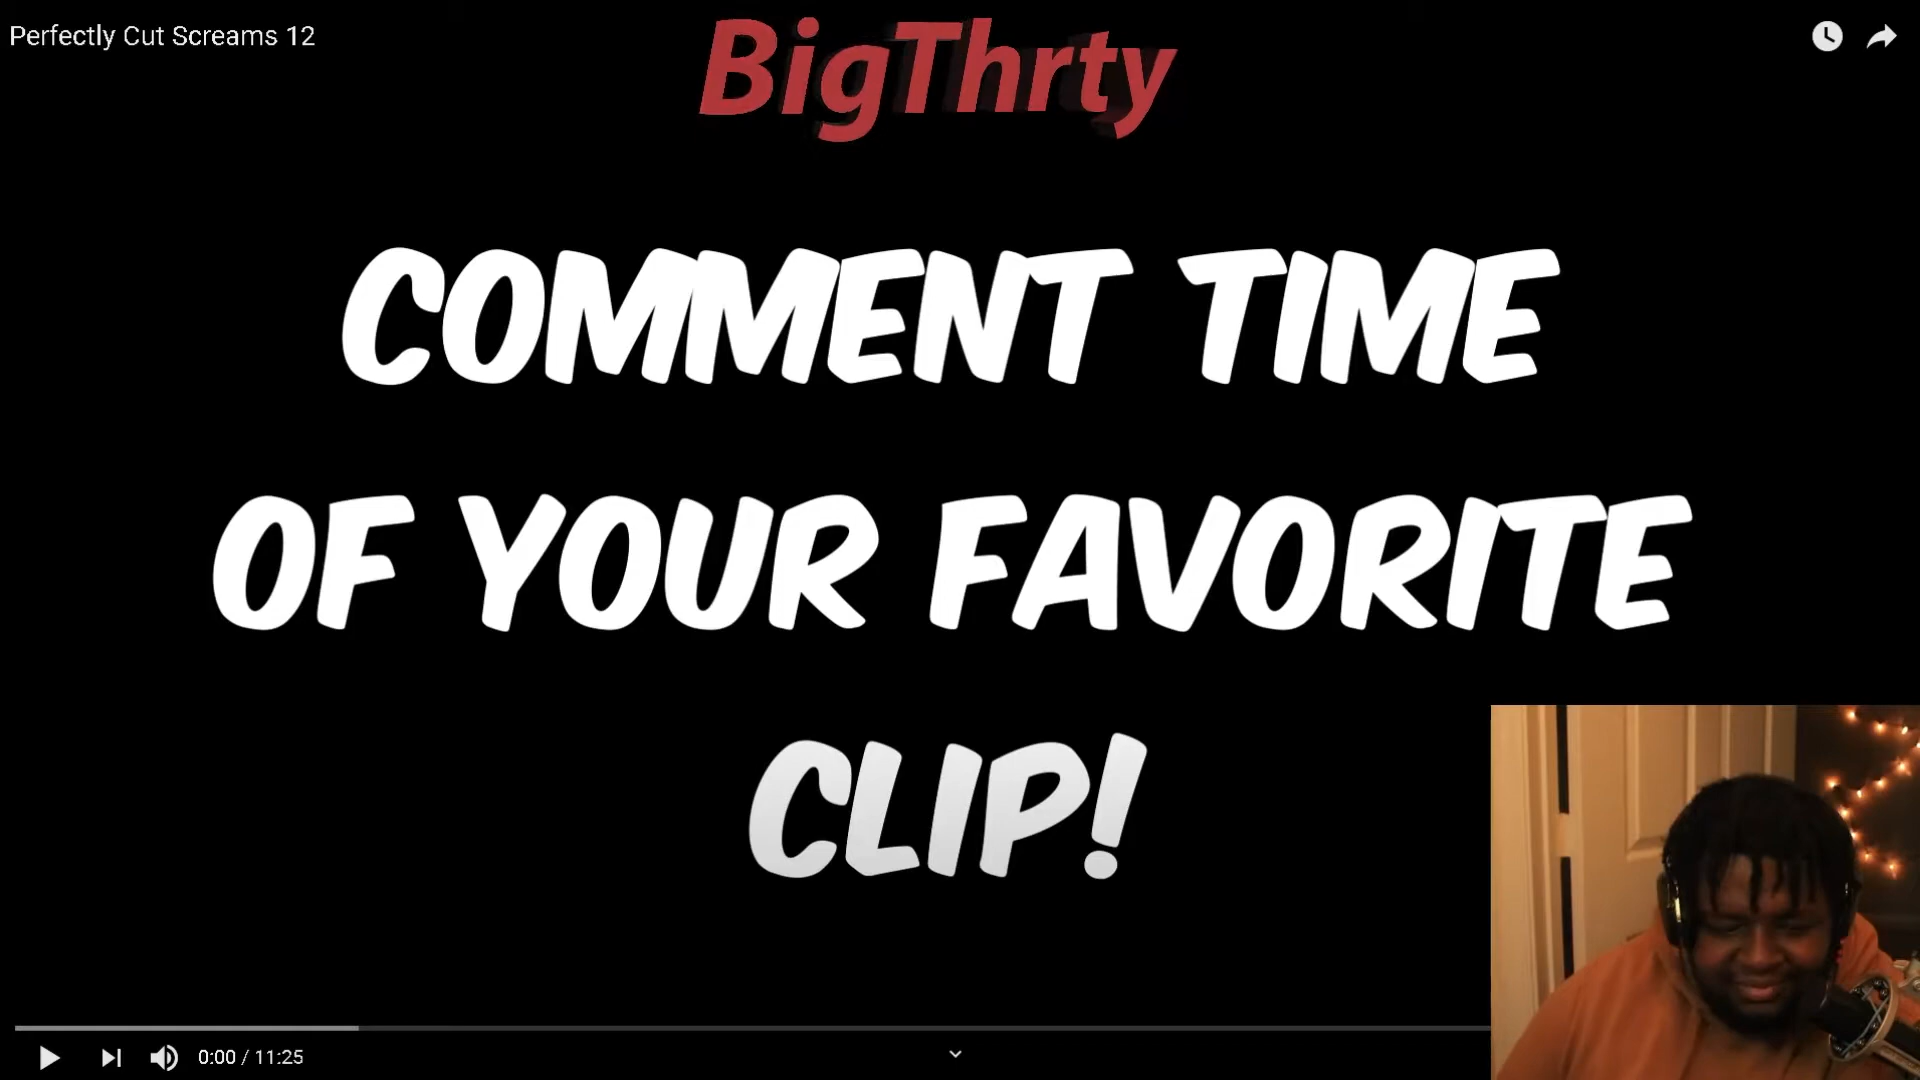 Perfectly Cut Screams 12
BigThrty
COMMENT TIME
OF YOUR FAVORITE
CLIP!
0:00 / 11:25